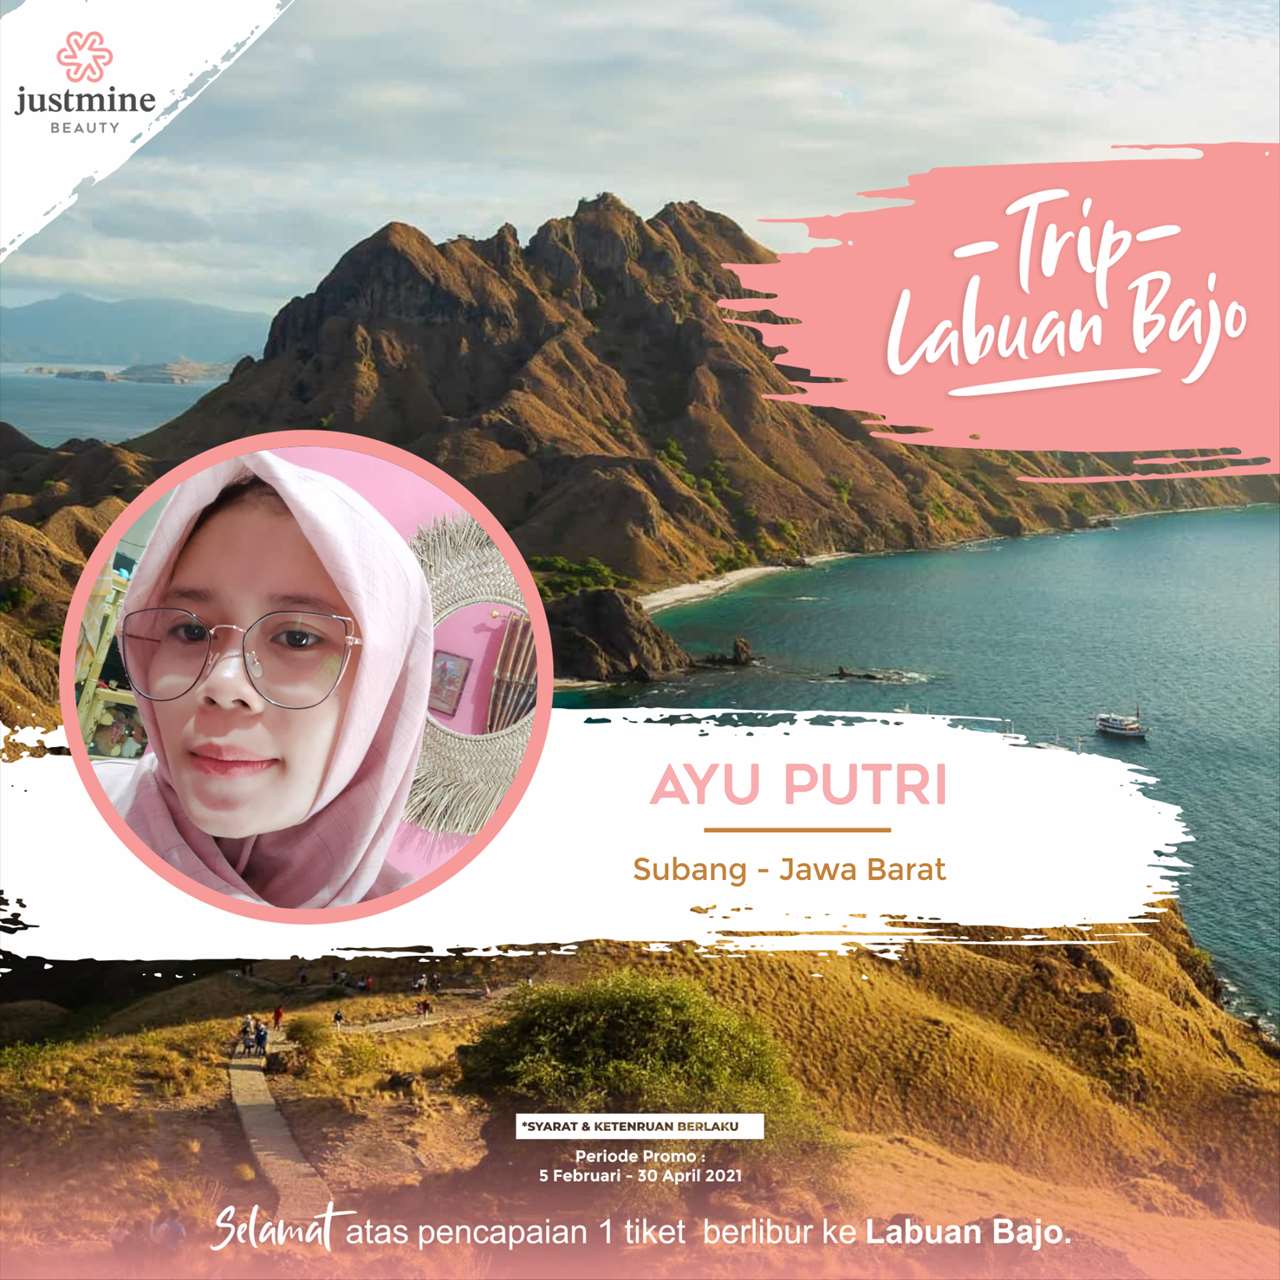 justmine
BEAUTY
-Trip-
Labuan Bajo
AYU PUTRI
Subang - Jawa Barat
*SYARAT & KETENRUAN BERLAKU
Periode Promo :
5 Februari - 30 April 2021
Selamat atas pencapaian 1 tiket berlibur ke Labuan Bajo.